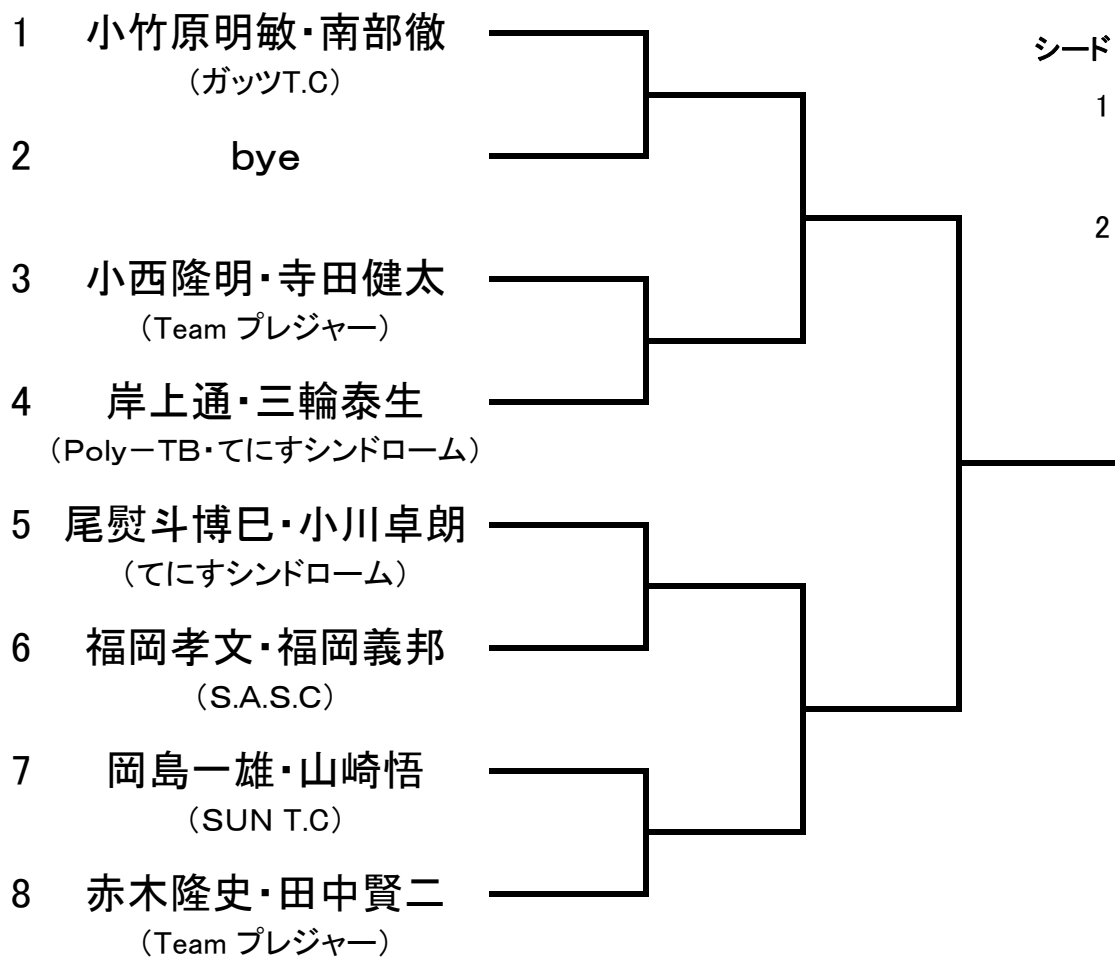 1 小竹原明敏・南部徹
（ガッツT.C）
シード
1
2 bye
2
3 小西隆明・寺田健太
（Team プレジャー）
4 岸上通・三輪泰生
（Poly－TB・てにすシンドローム）
5 尾熨斗博巳・小川卓朗
（てにすシンドローム）
6 福岡孝文・福岡義邦
（S.A.S.C）
7 岡島一雄・山崎悟
（SUN T.C）
8 赤木隆史・田中賢二
（Team プレジャー）